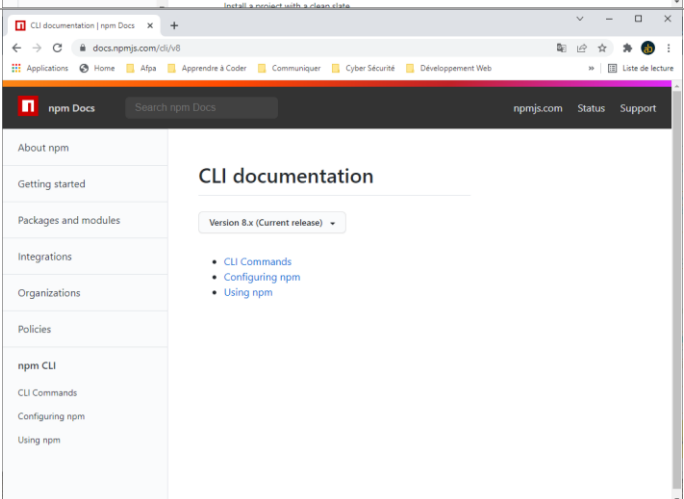 Install a project with a clean slate
CLI documentation | npm Docs
docs.npmjs.com/cli/v8
Applications Home Afpa Apprendre à Coder Communiquer Cyber Sécurité Développement Web » Liste de lecture
npm Docs Search npm Docs npmjs.com Status Support
About npm
Getting started
Packages and modules
Integrations
Organizations
Policies
npm CLI
CLI Commands
Configuring npm
Using npm
CLI documentation
Version 8.x (Current release)
CLI Commands
Configuring npm
Using npm